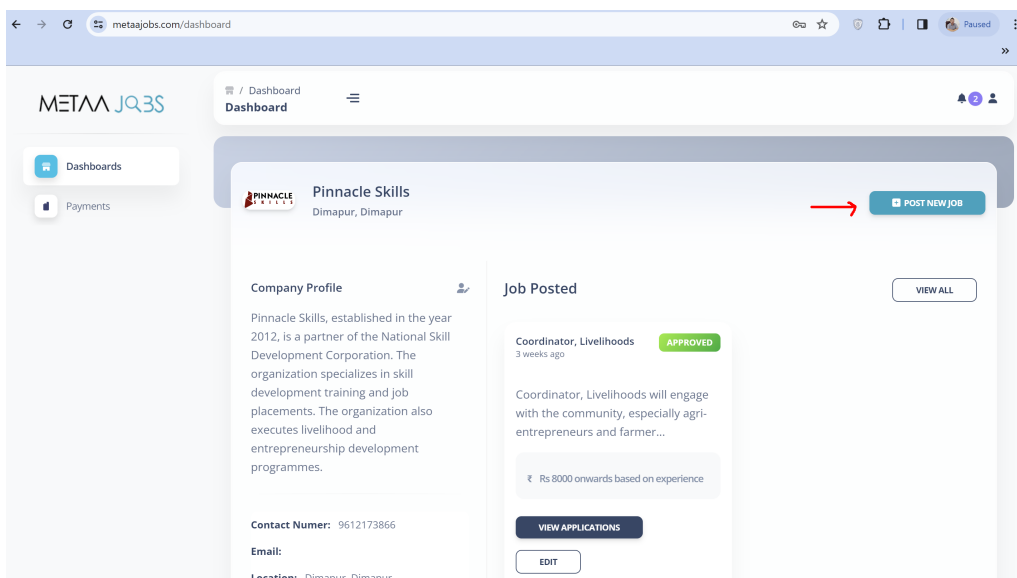 metaajobs.com/dashboard
Paused
»
METAA JOBS
/ Dashboard
Dashboard
2
Dashboards
Payments
PINNACLE
SKILLS
Pinnacle Skills
Dimapur, Dimapur
POST NEW JOB
Company Profile
Pinnacle Skills, established in the year
2012, is a partner of the National Skill
Development Corporation. The
organization specializes in skill
development training and job
placements. The organization also
executes livelihood and
entrepreneurship development
programmes.
Contact Numer: 9612173866
Email:
Location: Dimapur, Dimapur
Job Posted
VIEW ALL
Coordinator, Livelihoods
APPROVED
3 weeks ago
Coordinator, Livelihoods will engage
with the community, especially agri-
entrepreneurs and farmer...
₹ Rs 8000 onwards based on experience
VIEW APPLICATIONS
EDIT